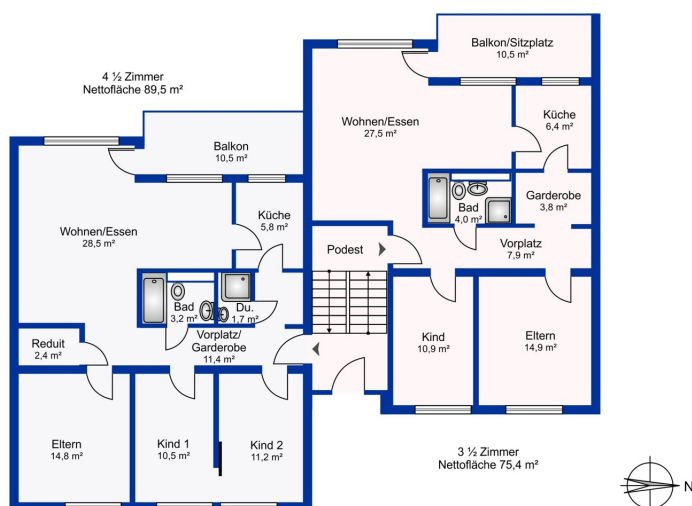 4 ½ Zimmer
Nettofläche 89,5 m²
Balkon
10,5 m²
Wohnen/Essen
28,5 m²
Küche
5,8 m²
Bad
3,2 m²
Du.
1,7 m²
Reduit
2,4 m²
Vorplatz/
Garderobe
11,4 m²
Eltern
14,8 m²
Kind 1
10,5 m²
Kind 2
11,2 m²
Balkon/Sitzplatz
10,5 m²
Wohnen/Essen
27,5 m²
Küche
6,4 m²
Bad
4,0 m²
Garderobe
3,8 m²
Podest
Vorplatz
7,9 m²
Kind
10,9 m²
Eltern
14,9 m²
3 ½ Zimmer
Nettofläche 75,4 m²
N